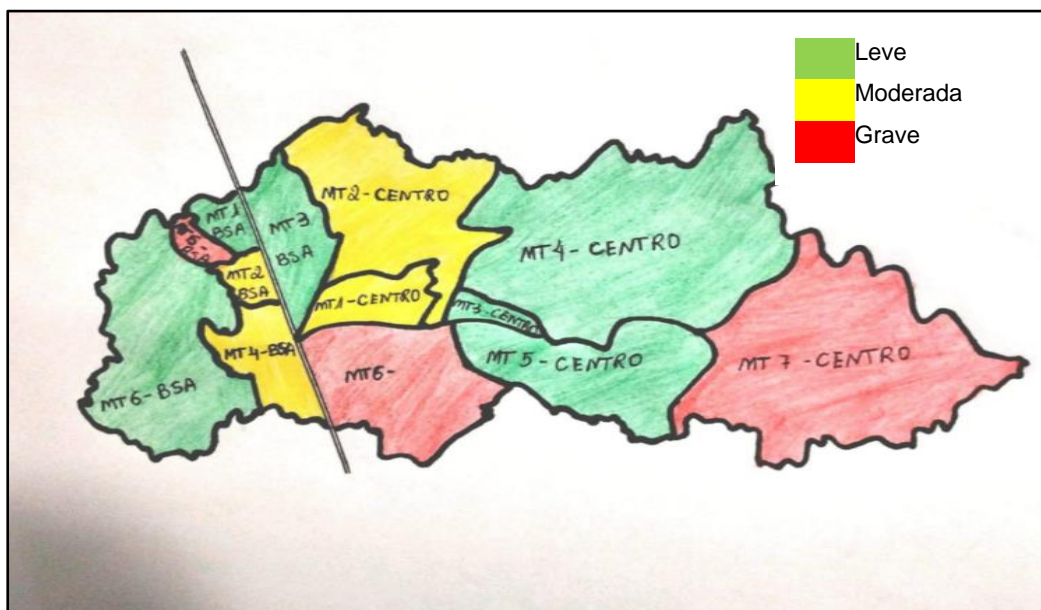 Leve
Moderada
Grave
MT2-CENTRO
MT1
BSA
MT3
BSA
BSA
MT2
BSA
MT4- CENTRO
MT1-CENTRO
MT3-CENTRO
MT4-BSA
MT6-
MT5-CENTRO
MT7-CENTRO
MT6-BSA